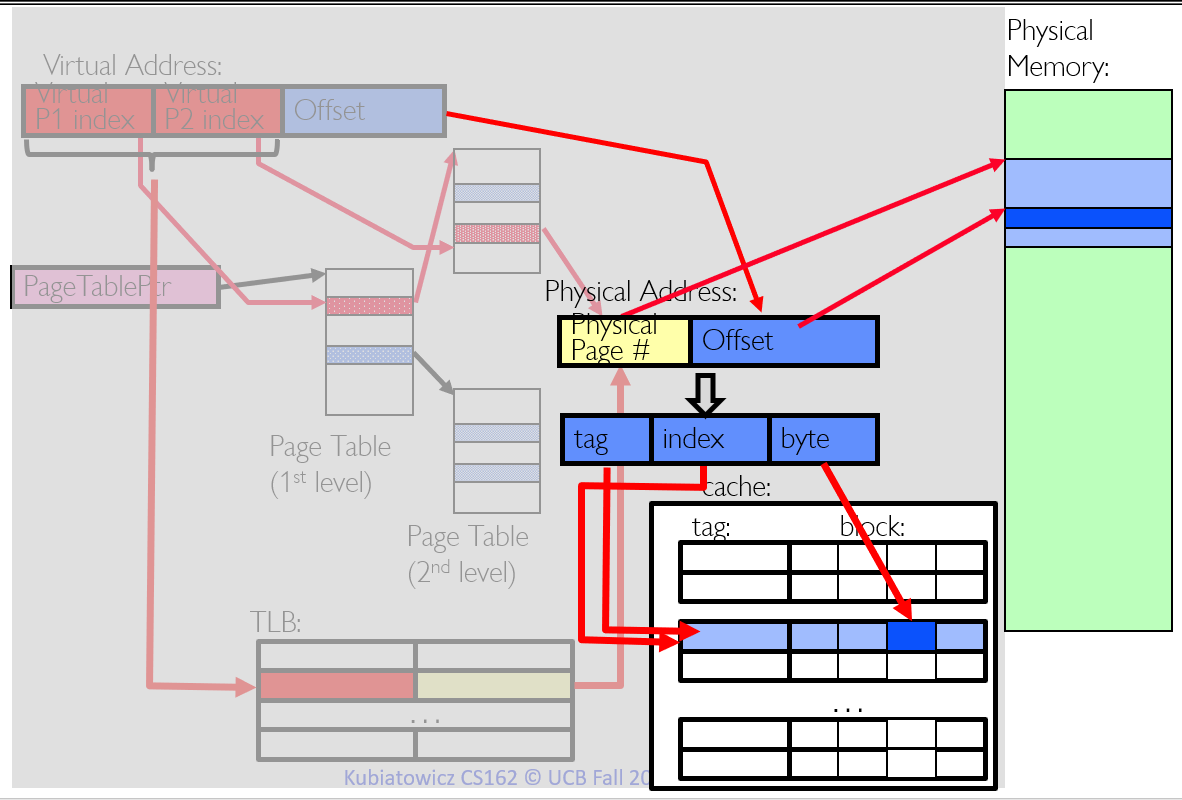 Physical
Memory:
Virtual Address:
Virtual
P1 index
Virtual
P2 index
Offset
PageTablePtr
Physical Address:
Physical
Page #
Offset
tag
index
byte
Page Table
(1st level)
cache:
tag:
block:
Page Table
(2nd level)
TLB:
...
...
Kubiatowicz CS162 © UCB Fall 20